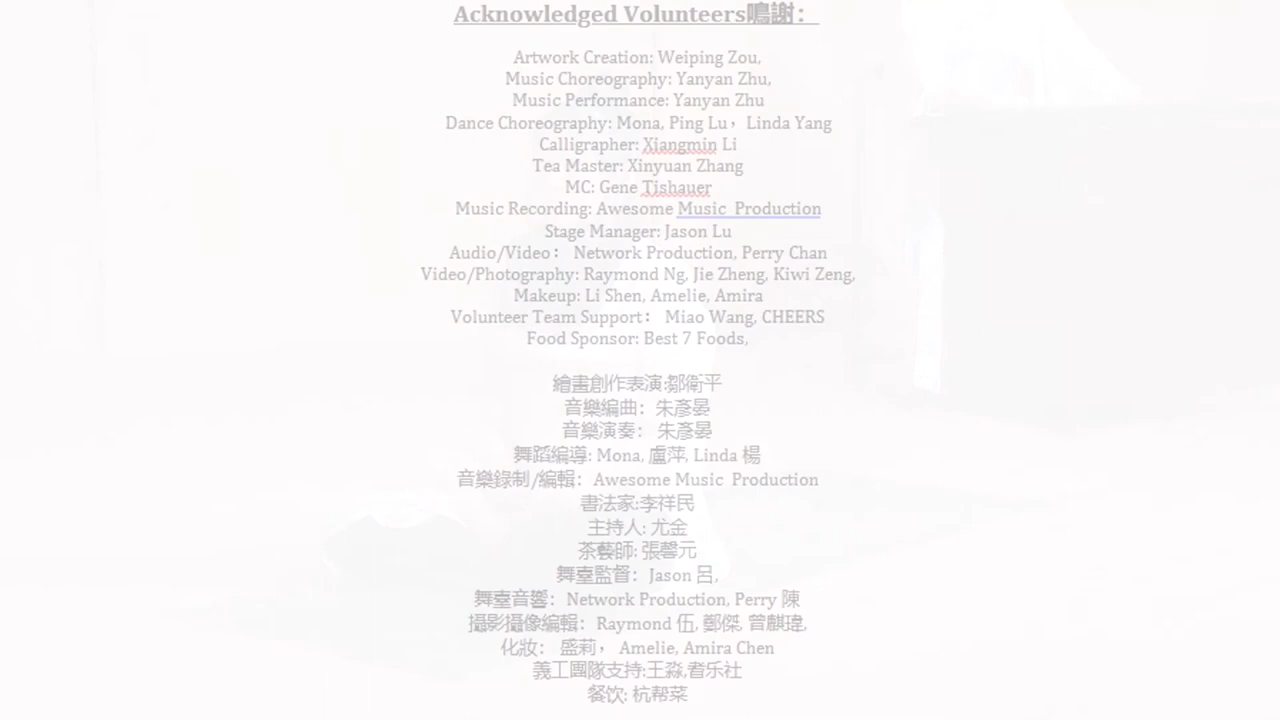 Acknowledged Volunteers鳴謝：
Artwork Creation: Weiping Zou,
Music Choreography: Yanyan Zhu,
Music Performance: Yanyan Zhu
Dance Choreography: Mona, Ping Lu，Linda Yang
Calligrapher: Xiangmin Li
Tea Master: Xinyuan Zhang
MC: Gene Tishauer
Music Recording: Awesome Music  Production
Stage Manager: Jason Lu
Audio/Video： Network Production, Perry Chan
Video/Photography: Raymond Ng, Jie Zheng, Kiwi Zeng,
Makeup: Li Shen, Amelie, Amira
Volunteer Team Support： Miao Wang, CHEERS
Food Sponsor: Best 7 Foods,
繪畫創作表演:鄒衛平
音樂編曲： 朱彥晏
音樂演奏： 朱彥晏
舞蹈編導: Mona, 盧萍, Linda 楊
音樂錄制/編輯： Awesome Music  Production
書法家:李祥民
主持人: 尤金
茶藝師: 張馨元
舞臺監督： Jason 呂,
舞臺音響： Network Production, Perry 陳
攝影攝像編輯： Raymond 伍, 鄭傑, 曾麒瑋,
化妝： 盛莉， Amelie, Amira Chen
義工團隊支持:王淼,耆乐社
餐饮: 杭帮菜